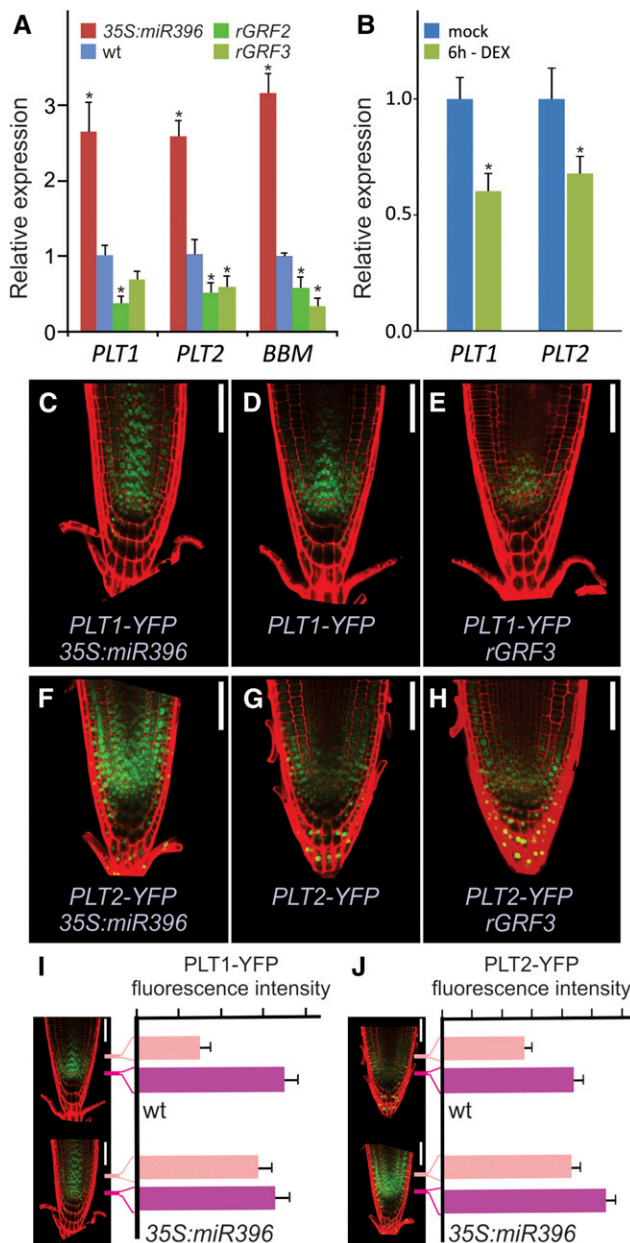 A
35S:miR396
rGRF2
wt
rGRF3
Relative expression
3
2
1
0
PLT1
PLT2
BBM
* * * * * * * *
B
mock
6h - DEX
Relative expression
1.0
0.5
0.0
PLT1
PLT2
* *
C
PLT1-YFP
35S:miR396
D
PLT1-YFP
E
PLT1-YFP
rGRF3
F
PLT2-YFP
35S:miR396
G
PLT2-YFP
H
PLT2-YFP
rGRF3
I
PLT1-YFP
fluorescence intensity
wt
35S:miR396
J
PLT2-YFP
fluorescence intensity
wt
35S:miR396